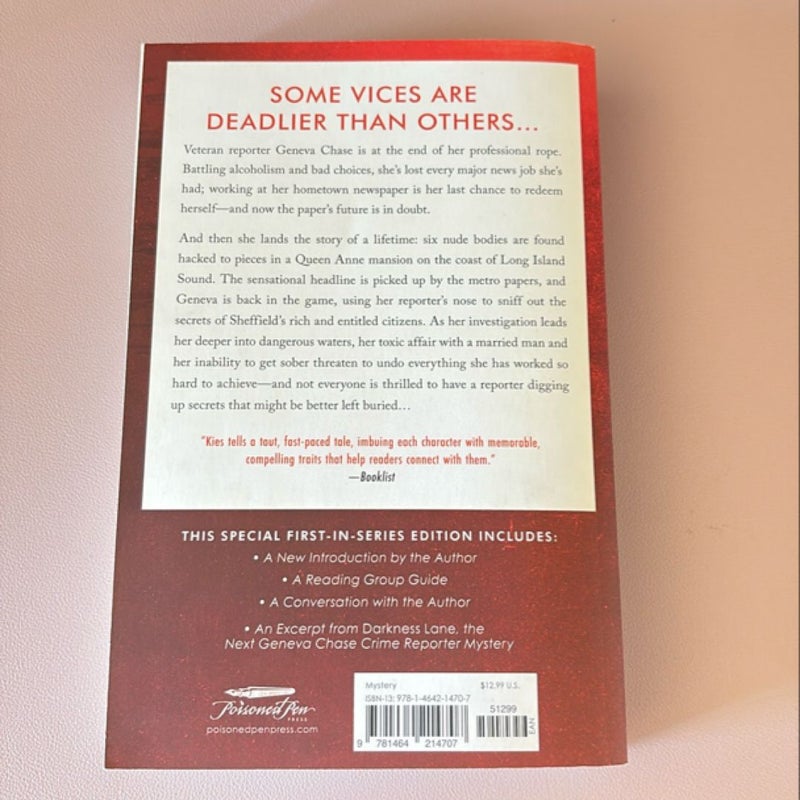 SOME VICES ARE
DEADLIER THAN OTHERS...
Veteran reporter Geneva Chase is at the end of her professional rope.
Battling alcoholism and bad choices, she's lost every major news job she's
had; working at her hometown newspaper is her last chance to redeem
herself—and now the paper's future is in doubt.
And then she lands the story of a lifetime: six nude bodies are found
hacked to pieces in a Queen Anne mansion on the coast of Long Island
Sound. The sensational headline is picked up by the metro papers, and
Geneva is back in the game, using her reporter's nose to sniff out the
secrets of Sheffield's rich and entitled citizens. As her investigation leads
her deeper into dangerous waters, her toxic affair with a married man and
her inability to get sober threaten to undo everything she has worked so
hard to achieve—and not everyone is thrilled to have a reporter digging
up secrets that might be better left buried...
"Kies tells a taut, fast-paced tale, imbuing each character with memorable,
compelling traits that help readers connect with them."
—Booklist
THIS SPECIAL FIRST-IN-SERIES EDITION INCLUDES:
• A New Introduction by the Author
• A Reading Group Guide
• A Conversation with the Author
• An Excerpt from Darkness Lane, the
Next Geneva Chase Crime Reporter Mystery
Poisoned Pen
PRESS
poisonedpenpress.com
Mystery $12.99 U.S.
ISBN-13: 978-1-4642-1470-7
51299
EAN
9 781464 214707